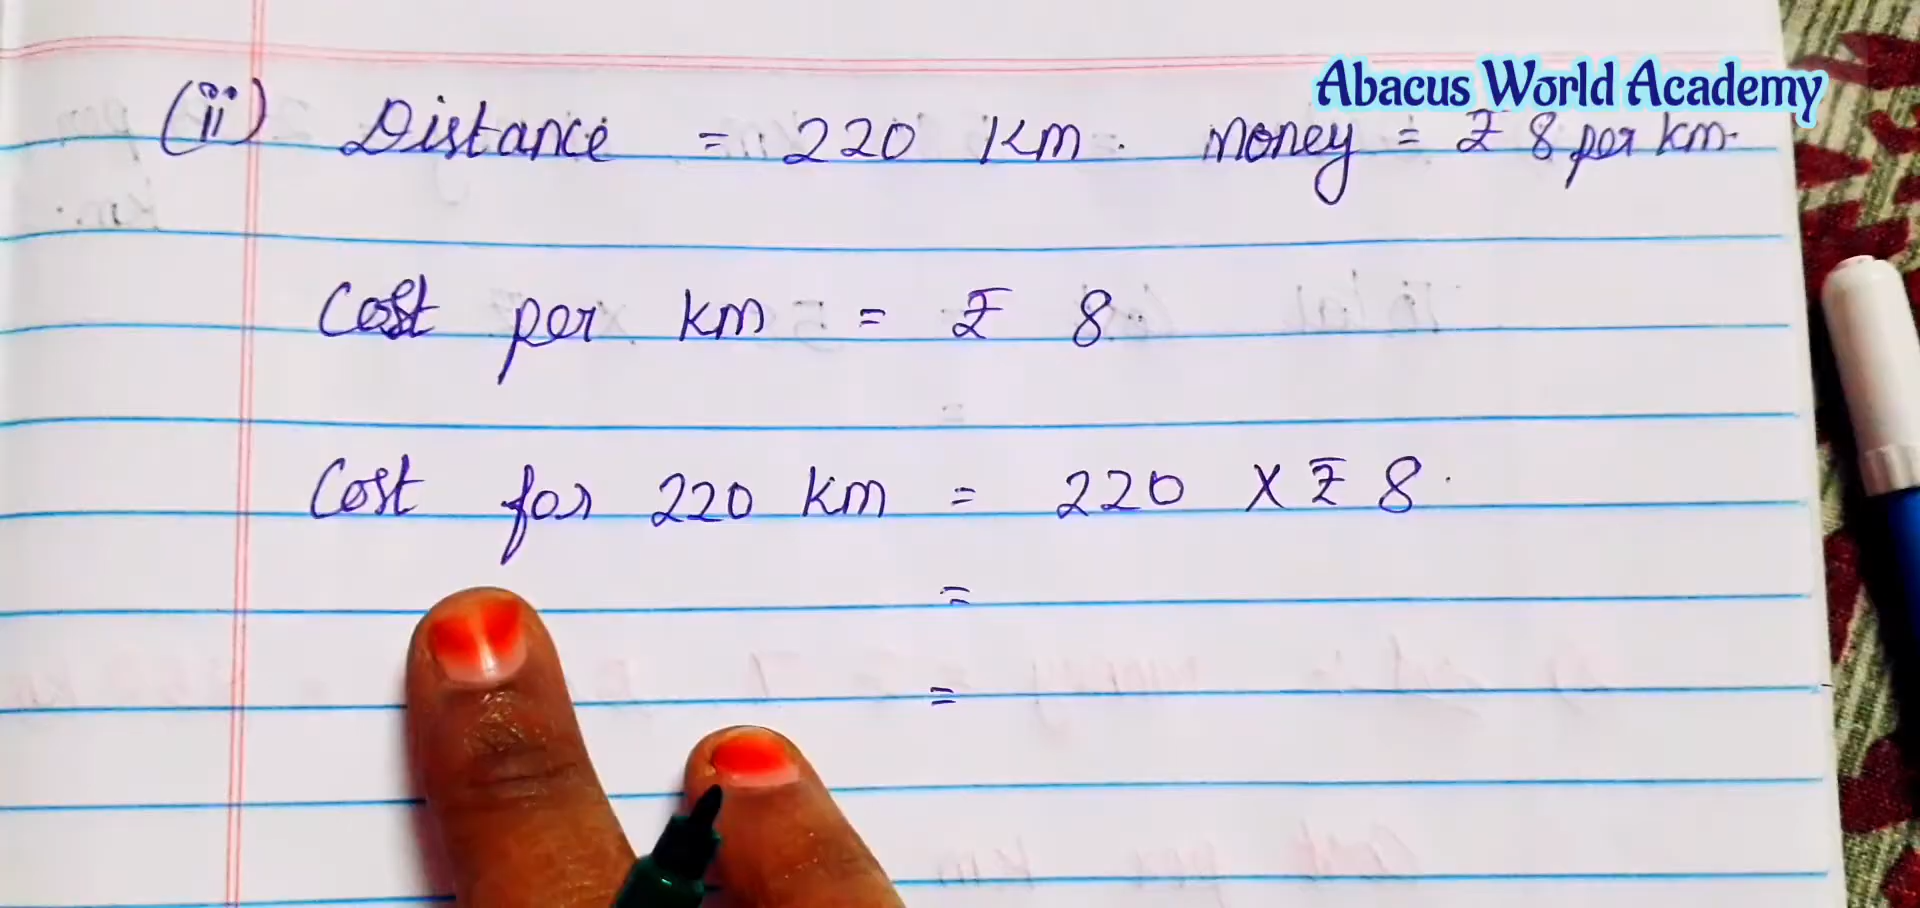 Abacus World Academy
(ii) Distance = 220 Km. Money = ₹ 8 per km.
Cost per km = ₹ 8
Cost for 220 km = 220 X ₹ 8.
=
=